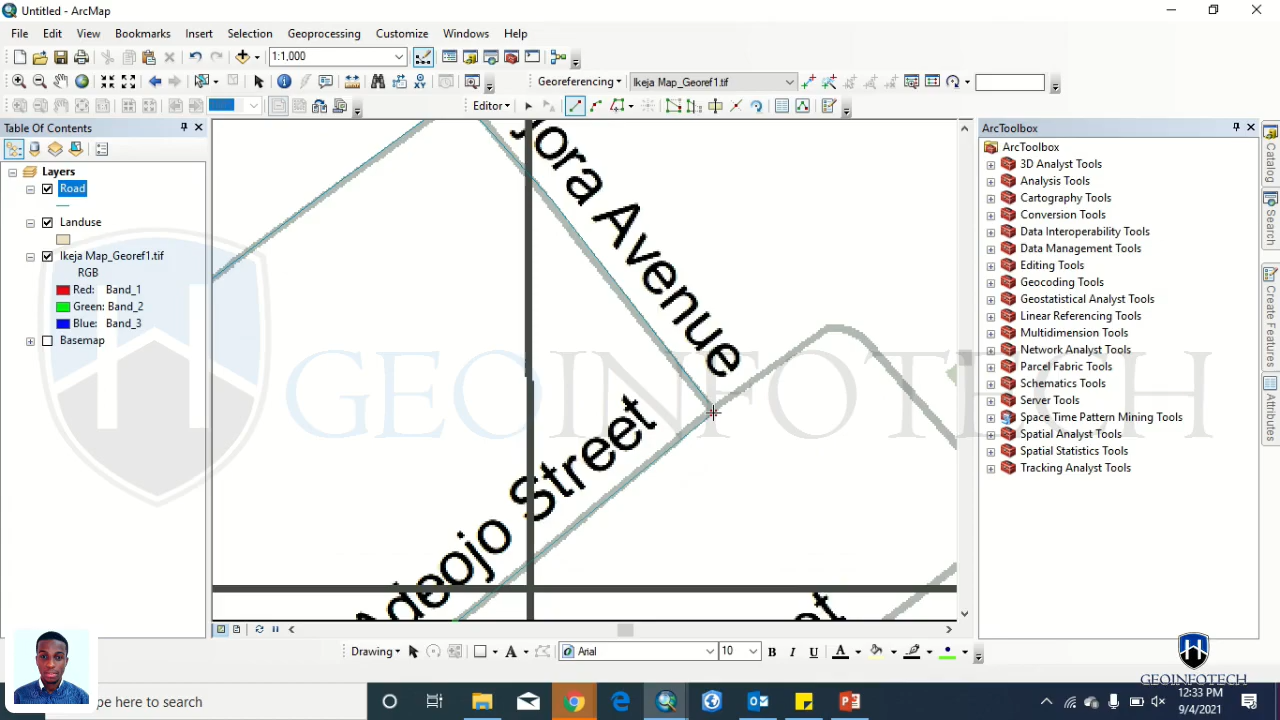 Untitled - ArcMap
File Edit View Bookmarks Insert Selection Geoprocessing Customize Windows Help
1:1,000
Georeferencing Ikeja Map_Georef1.tif
Editor
Table Of Contents
Layers
Road
Landuse
Ikeja Map_Georef1.tif
RGB
Red: Band_1
Green: Band_2
Blue: Band_3
Basemap
jora Avenue
Adeojo Street
GEOINFOTECH
ArcToolbox
ArcToolbox
3D Analyst Tools
Analysis Tools
Cartography Tools
Conversion Tools
Data Interoperability Tools
Data Management Tools
Editing Tools
Geocoding Tools
Geostatistical Analyst Tools
Linear Referencing Tools
Multidimension Tools
Network Analyst Tools
Parcel Fabric Tools
Schematics Tools
Server Tools
Space Time Pattern Mining Tools
Spatial Analyst Tools
Spatial Statistics Tools
Tracking Analyst Tools
Catalog
Search
Create Features
Attributes
Drawing Arial 10 B I U A
GEOINFOTECH
ype here to search
12:33 PM
9/4/2021